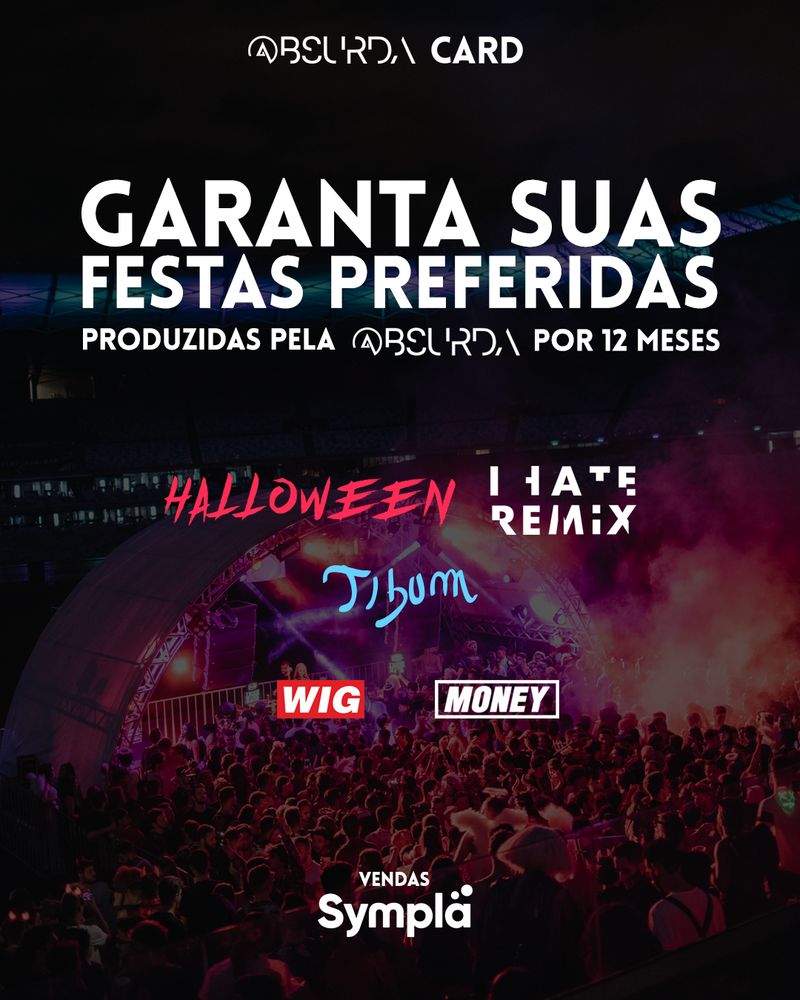 ABSURDA CARD
GARANTA SUAS
FESTAS PREFERIDAS
PRODUZIDAS PELA ABSURDA POR 12 MESES
HALLOWEEN
I HATE
REMIX
Tibum
WIG
MONEY
VENDAS
Sympla